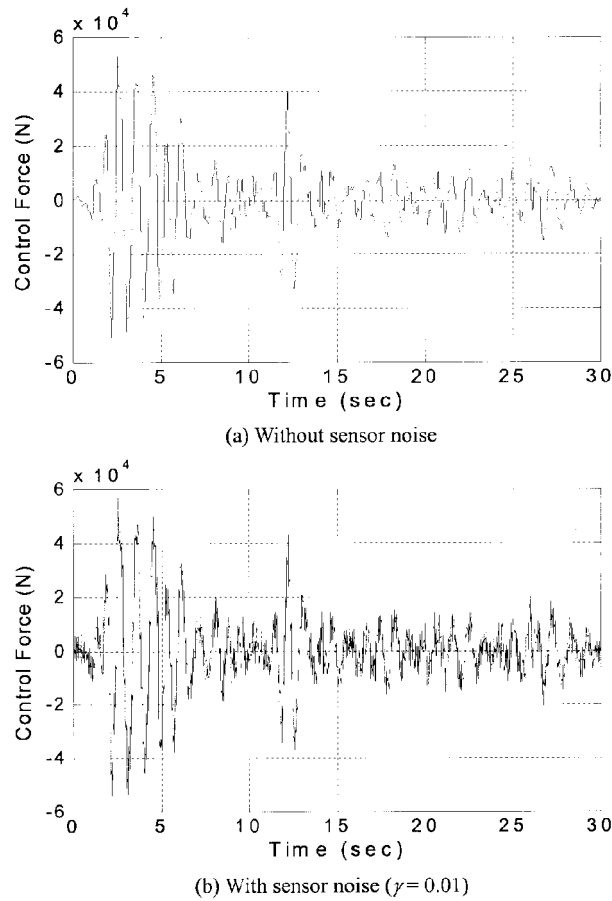 x 10^4
6
4
2
0
-2
-4
-6
Control Force (N)
0 5 10 15 20 25 30
Time (sec)
(a) Without sensor noise
x 10^4
6
4
2
0
-2
-4
-6
Control Force (N)
0 5 10 15 20 25 30
Time (sec)
(b) With sensor noise (γ = 0.01)